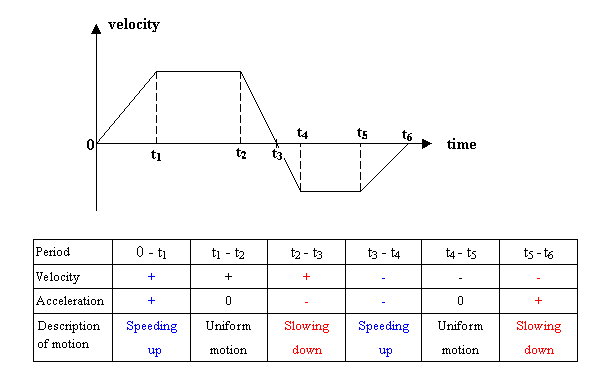 velocity
t4 t5 t6
0 time
t1 t2 t3
Period 0 - t1 t1 - t2 t2 - t3 t3 - t4 t4 - t5 t5 - t6
Velocity + + + - - -
Acceleration + 0 - - 0 +
Description Speeding Uniform Slowing Speeding Uniform Slowing
of motion up motion down up motion down